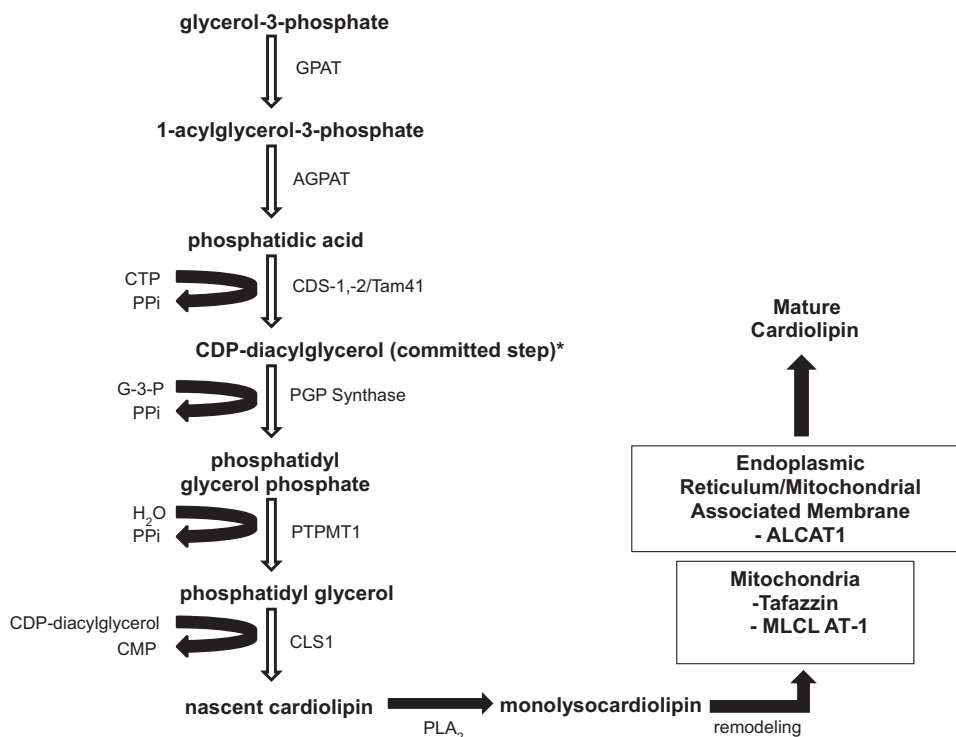 glycerol-3-phosphate
GPAT
1-acylglycerol-3-phosphate
AGPAT
phosphatidic acid
CTP
PPi
CDS-1,-2/Tam41
CDP-diacylglycerol (committed step)*
G-3-P
PPi
PGP Synthase
phosphatidyl
glycerol phosphate
H₂O
PPi
PTPMT1
phosphatidyl glycerol
CDP-diacylglycerol
CMP
CLS1
nascent cardiolipin
PLA₂
monolysocardiolipin
remodeling
Mitochondria
-Tafazzin
- MLCL AT-1
Endoplasmic
Reticulum/Mitochondrial
Associated Membrane
- ALCAT1
Mature
Cardiolipin